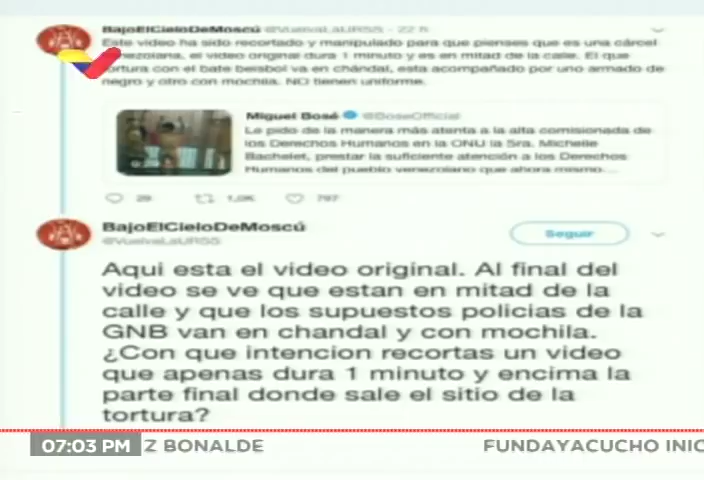 BajoElCieloDeMoscú @VuelvaLaURSS - 22 h
Este video ha sido recortado y manipulado para que pienses que es una cárcel
venezolana, el video original dura 1 minuto y es en mitad de la calle. El que
tortura con el bate beisbol va en chándal, esta acompañado por uno armado de
negro y otro con mochila. NO tienen uniforme.
Miguel Bosé @BoseOfficial
Le pido de la manera más atenta a la alta comisionada de
los Derechos Humanos en la ONU la Sra. Michelle
Bachelet, prestar la suficiente atención a los Derechos
Humanos del pueblo venezolano que ahora mismo....
29 1,0K 797
BajoElCieloDeMoscú
@VuelvaLaURSS
Seguir
Aqui esta el video original. Al final del
video se ve que estan en mitad de la
calle y que los supuestos policias de la
GNB van en chandal y con mochila.
¿Con que intencion recortas un video
que apenas dura 1 minuto y encima la
parte final donde sale el sitio de la
tortura?
07:03 PM Z BONALDE FUNDAYACUCHO INIC